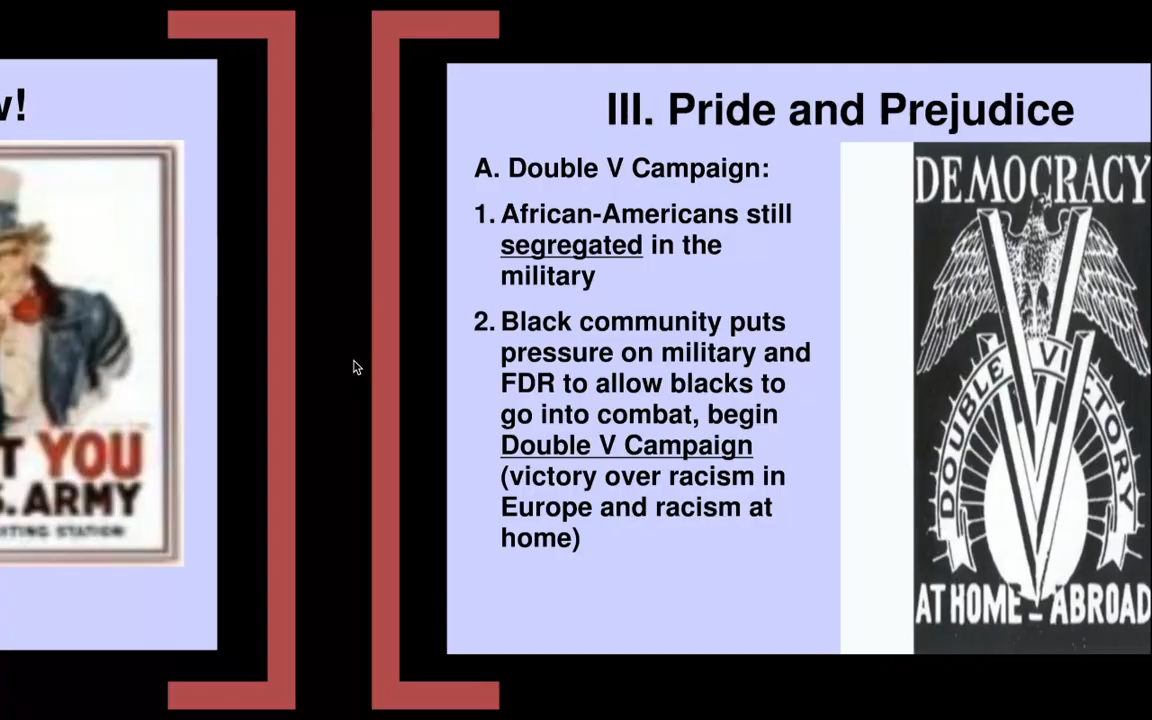 w!
T YOU
S. ARMY
ITING STATION
III. Pride and Prejudice
A. Double V Campaign:
1. African-Americans still
segregated in the
military
2. Black community puts
pressure on military and
FDR to allow blacks to
go into combat, begin
Double V Campaign
(victory over racism in
Europe and racism at
home)
DEMOCRACY
DOUBLE VICTORY
AT HOME - ABROAD